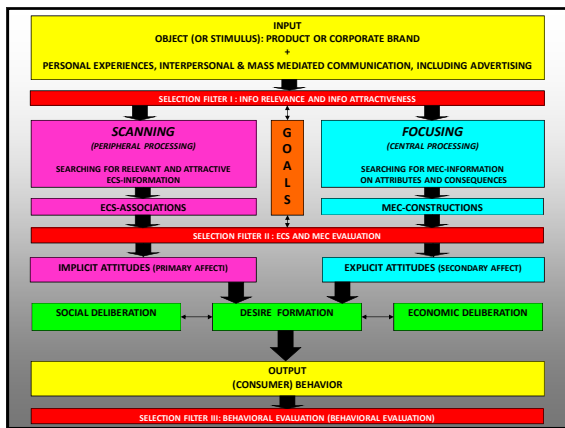 INPUT
OBJECT (OR STIMULUS): PRODUCT OR CORPORATE BRAND
+
PERSONAL EXPERIENCES, INTERPERSONAL & MASS MEDIATED COMMUNICATION, INCLUDING ADVERTISING
SELECTION FILTER I : INFO RELEVANCE AND INFO ATTRACTIVENESS
SCANNING
(PERIPHERAL PROCESSING)
SEARCHING FOR RELEVANT AND ATTRACTIVE
ECS-INFORMATION
GOALS
FOCUSING
(CENTRAL PROCESSING)
SEARCHING FOR MEC-INFORMATION
ON ATTRIBUTES AND CONSEQUENCES
ECS-ASSOCIATIONS
MEC-CONSTRUCTIONS
SELECTION FILTER II : ECS AND MEC EVALUATION
IMPLICIT ATTITUDES (PRIMARY AFFECTI)
EXPLICIT ATTITUDES (SECONDARY AFFECT)
SOCIAL DELIBERATION
DESIRE FORMATION
ECONOMIC DELIBERATION
OUTPUT
(CONSUMER) BEHAVIOR
SELECTION FILTER III: BEHAVIORAL EVALUATION (BEHAVIORAL EVALUATION)